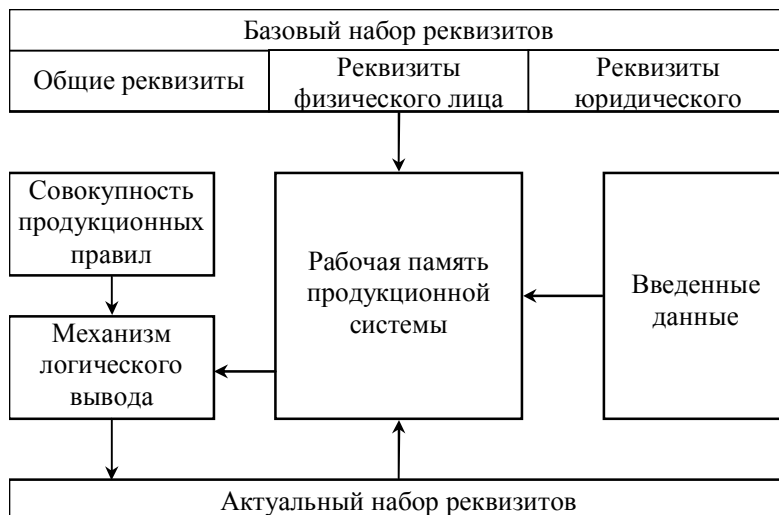 Базовый набор реквизитов
Общие реквизиты
Реквизиты
физического лица
Реквизиты
юридического
Совокупность
продукционных
правил
Механизм
логического
вывода
Рабочая память
продукционной
системы
Введенные
данные
Актуальный набор реквизитов